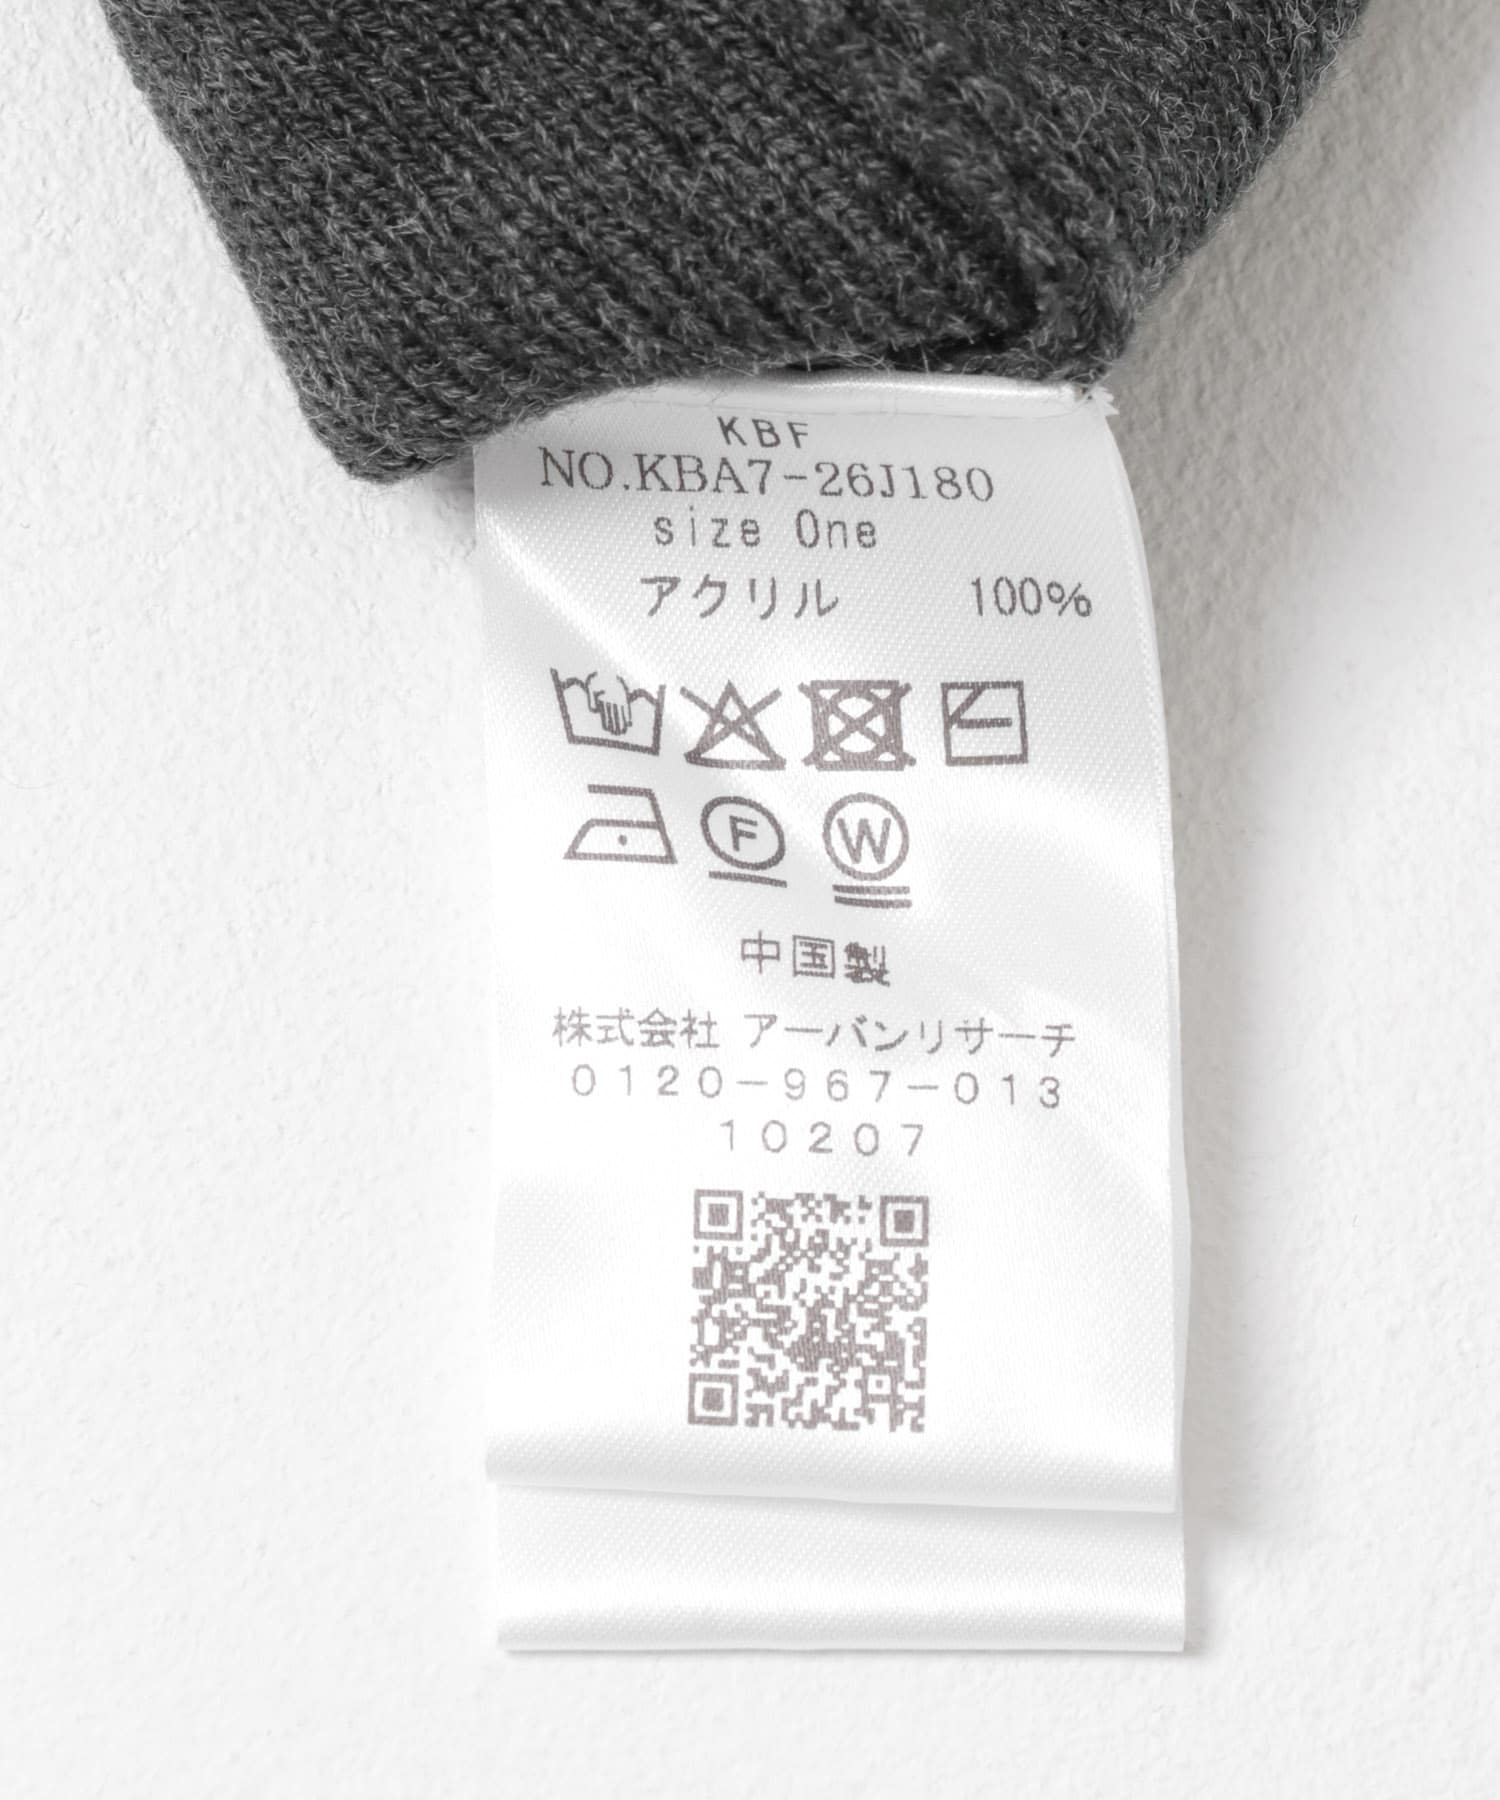 KBF
NO.KBA7-26J180
size One
アクリル 100%
F W
中国製
株式会社 アーバンリサーチ
0120-967-013
10207